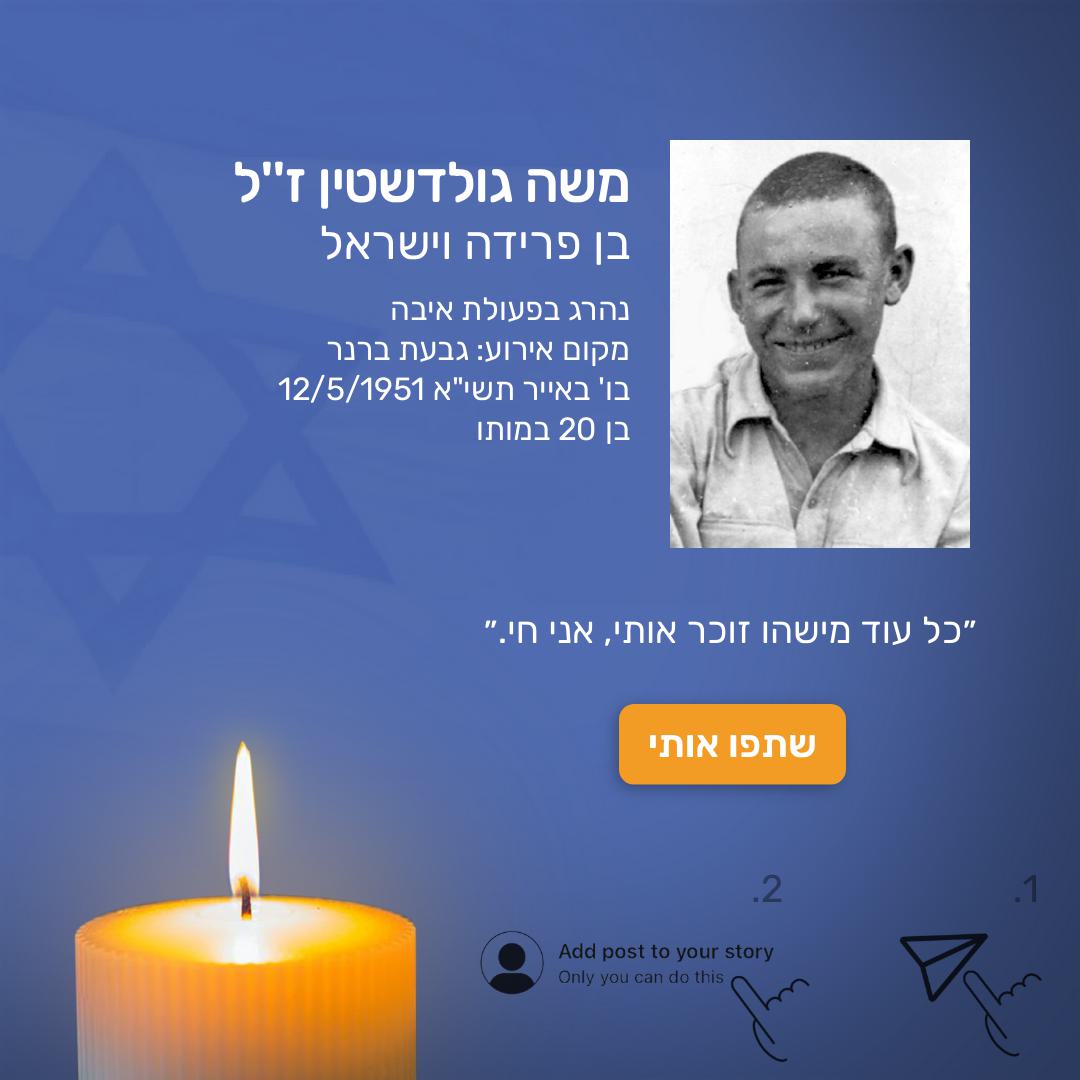 משה גולדשטין ז''ל
בן פרידה וישראל
נהרג בפעולת איבה
מקום אירוע: גבעת ברנר
בו' באייר תשי"א 12/5/1951
בן 20 במותו
״כל עוד מישהו זוכר אותי, אני חי.״
שתפו אותי
1.
2.
Add post to your story
Only you can do this